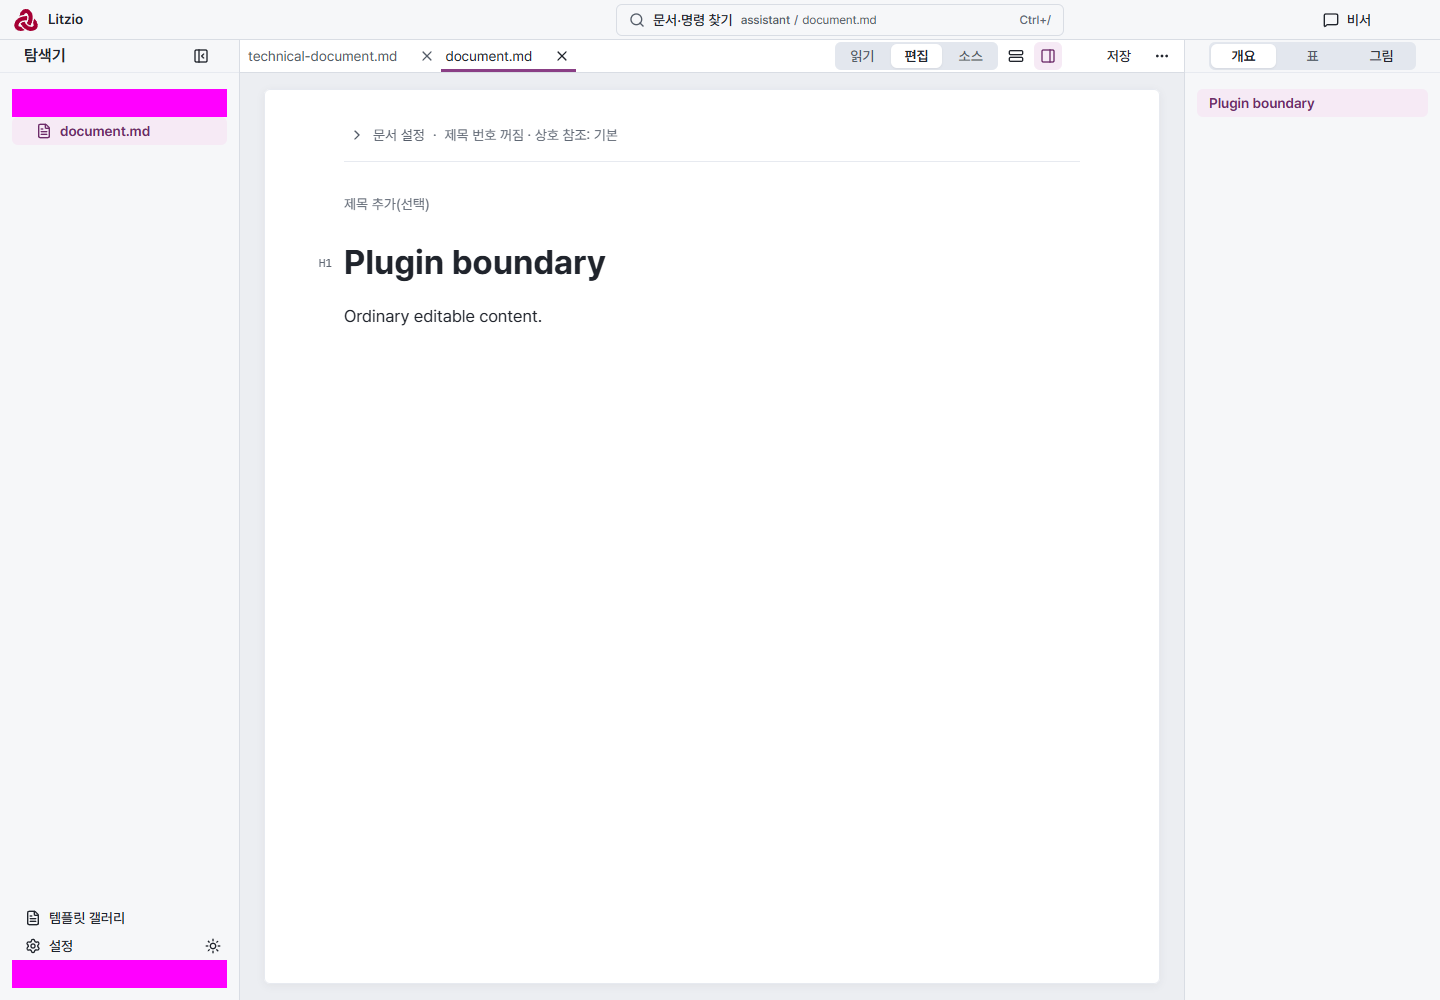 Litzio
문서·명령 찾기 assistant / document.md Ctrl+/
비서
탐색기
technical-document.md
document.md
읽기 편집 소스
저장
개요 표 그림
document.md
문서 설정 · 제목 번호 꺼짐 · 상호 참조: 기본
제목 추가(선택)
H1 Plugin boundary
Ordinary editable content.
Plugin boundary
템플릿 갤러리
설정